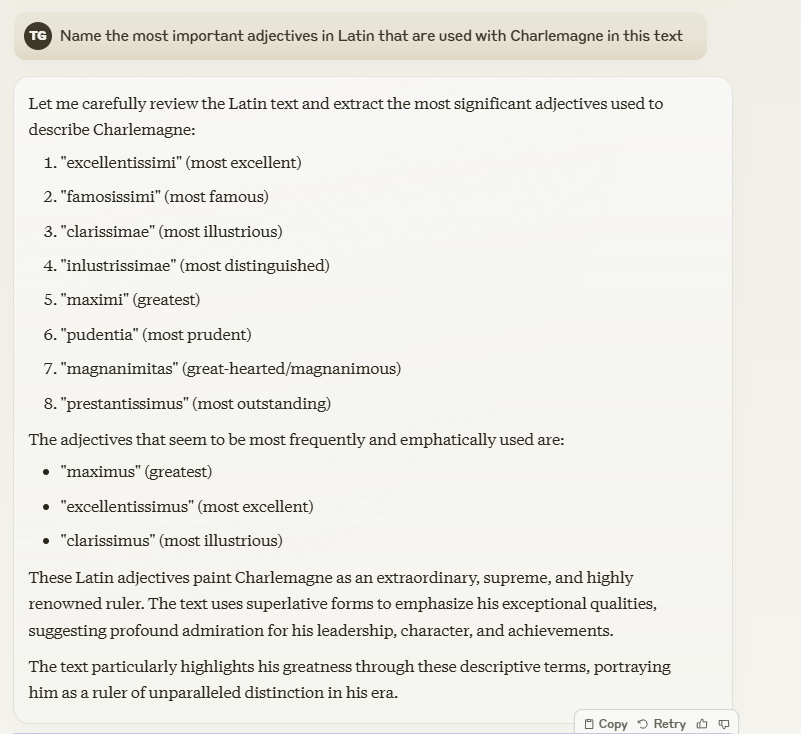 TG Name the most important adjectives in Latin that are used with Charlemagne in this text
Let me carefully review the Latin text and extract the most significant adjectives used to
describe Charlemagne:
1. "excellentissimi" (most excellent)
2. "famosissimi" (most famous)
3. "clarissimae" (most illustrious)
4. "inlustrissimae" (most distinguished)
5. "maximi" (greatest)
6. "pudentia" (most prudent)
7. "magnanimitas" (great-hearted/magnanimous)
8. "prestantissimus" (most outstanding)
The adjectives that seem to be most frequently and emphatically used are:
• "maximus" (greatest)
• "excellentissimus" (most excellent)
• "clarissimus" (most illustrious)
These Latin adjectives paint Charlemagne as an extraordinary, supreme, and highly
renowned ruler. The text uses superlative forms to emphasize his exceptional qualities,
suggesting profound admiration for his leadership, character, and achievements.
The text particularly highlights his greatness through these descriptive terms, portraying
him as a ruler of unparalleled distinction in his era.
Copy Retry